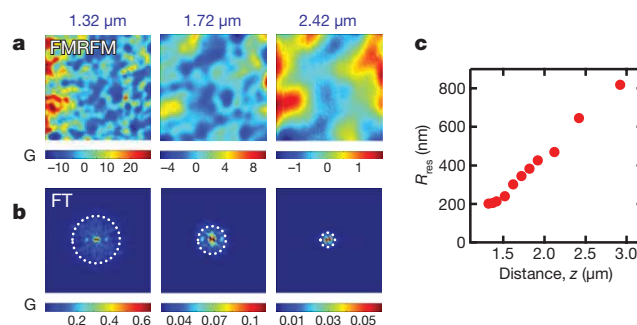 1.32 µm 1.72 µm 2.42 µm
a
FMRFM
G −10 0 10 20 −4 0 4 8 −1 0 1
b
FT
G 0.2 0.4 0.6 0.04 0.07 0.1 0.01 0.03 0.05
c
R_res (nm)
800
600
400
200
0
1.5 2.0 2.5 3.0
Distance, z (µm)